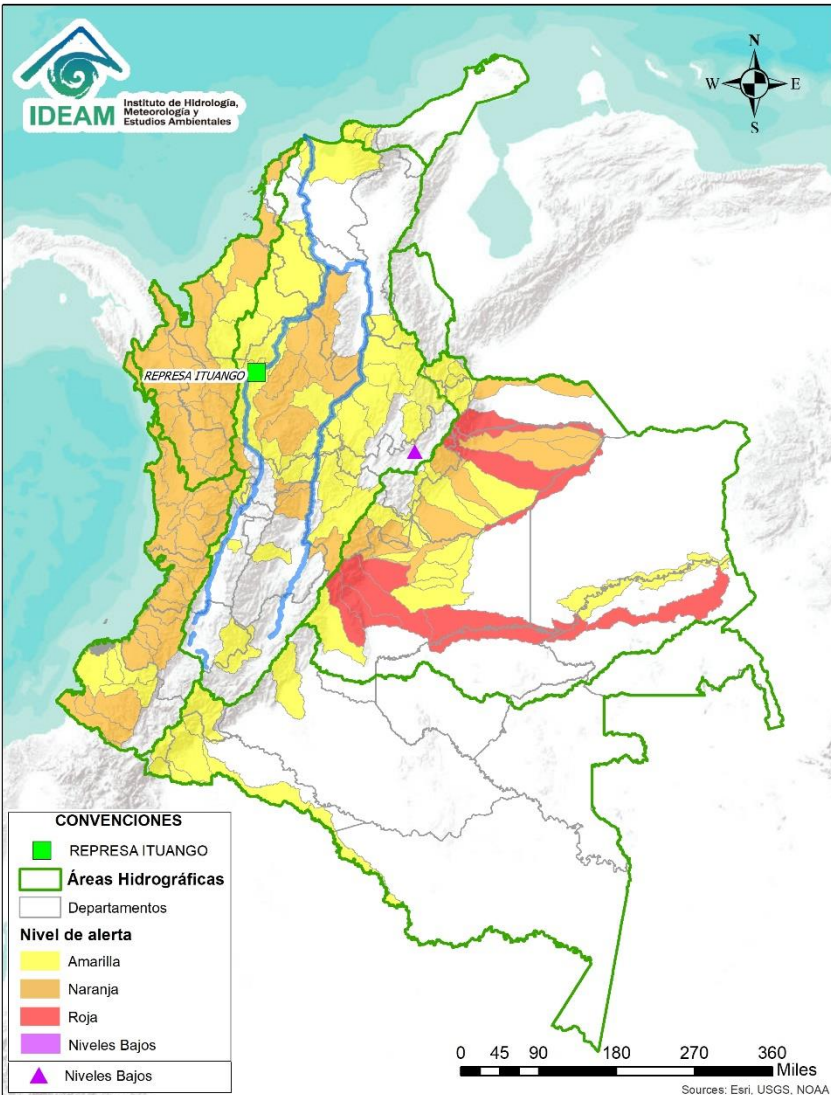 IDEAM
Instituto de Hidrología,
Meteorología y
Estudios Ambientales
N
W
E
S
REPRESA ITUANGO
CONVENCIONES
REPRESA ITUANGO
Áreas Hidrográficas
Departamentos
Nivel de alerta
Amarilla
Naranja
Roja
Niveles Bajos
Niveles Bajos
0 45 90 180 270 360
Miles
Sources: Esri, USGS, NOAA